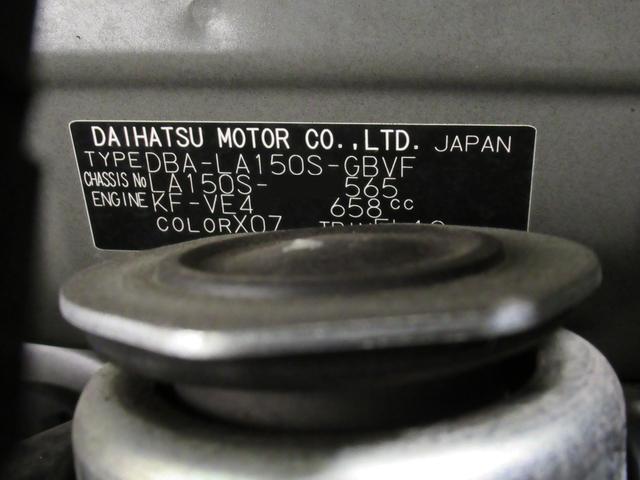 DAIHATSU MOTOR CO.,LTD. JAPAN
TYPE DBA-LA150S-GBVF
CHASSIS No LA150S- 565
ENGINE KF-VE4 658cc
COLOR X07 TRIM